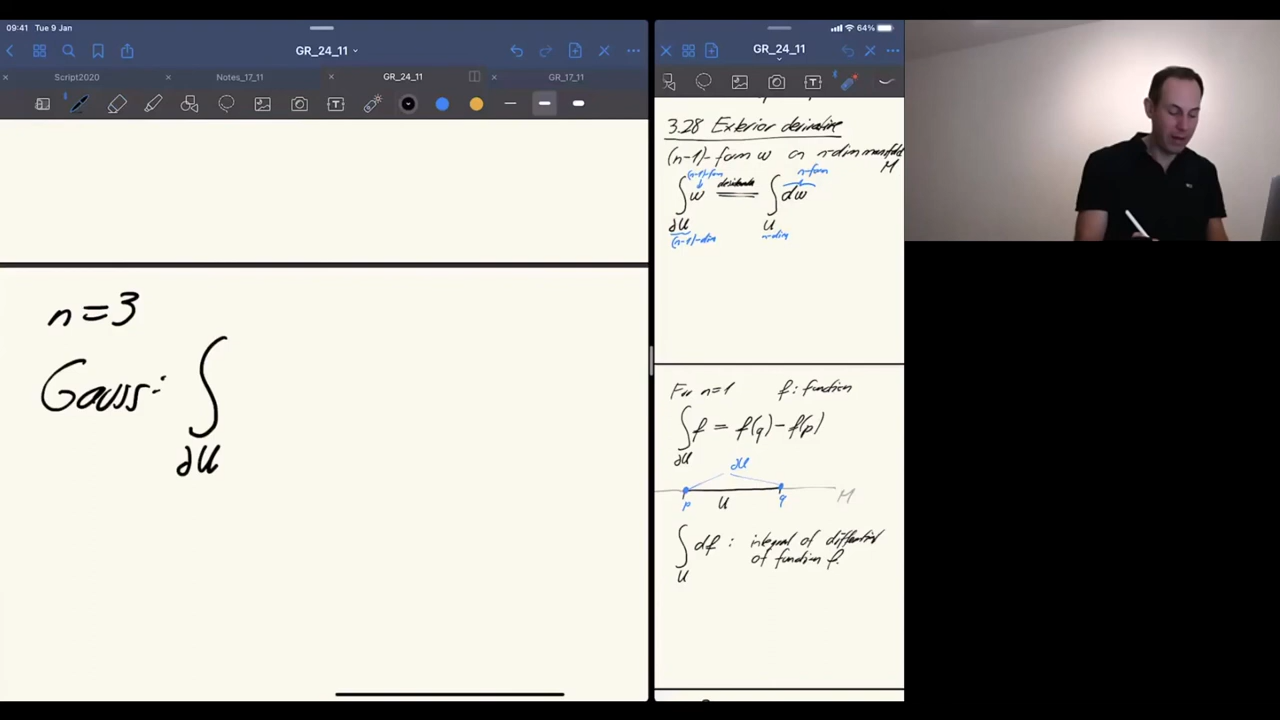 09:41 Tue 9 Jan
GR_24_11
Script2020
Notes_17_11
GR_24_11
GR_17_11
n=3
Gauss: ∫
∂U
64%
GR_24_11
3.28 Exterior derivative
(n-1)-form ω on n-dim manifold
M
(n-1)-form n-form
∫ ω = ∫ dω
∂U U
(n-1)-dim n-dim
For n=1 f: function
∫ f = f(q) - f(p)
∂U
∂U
p U q M
∫ df : integral of differential
of function f.
U